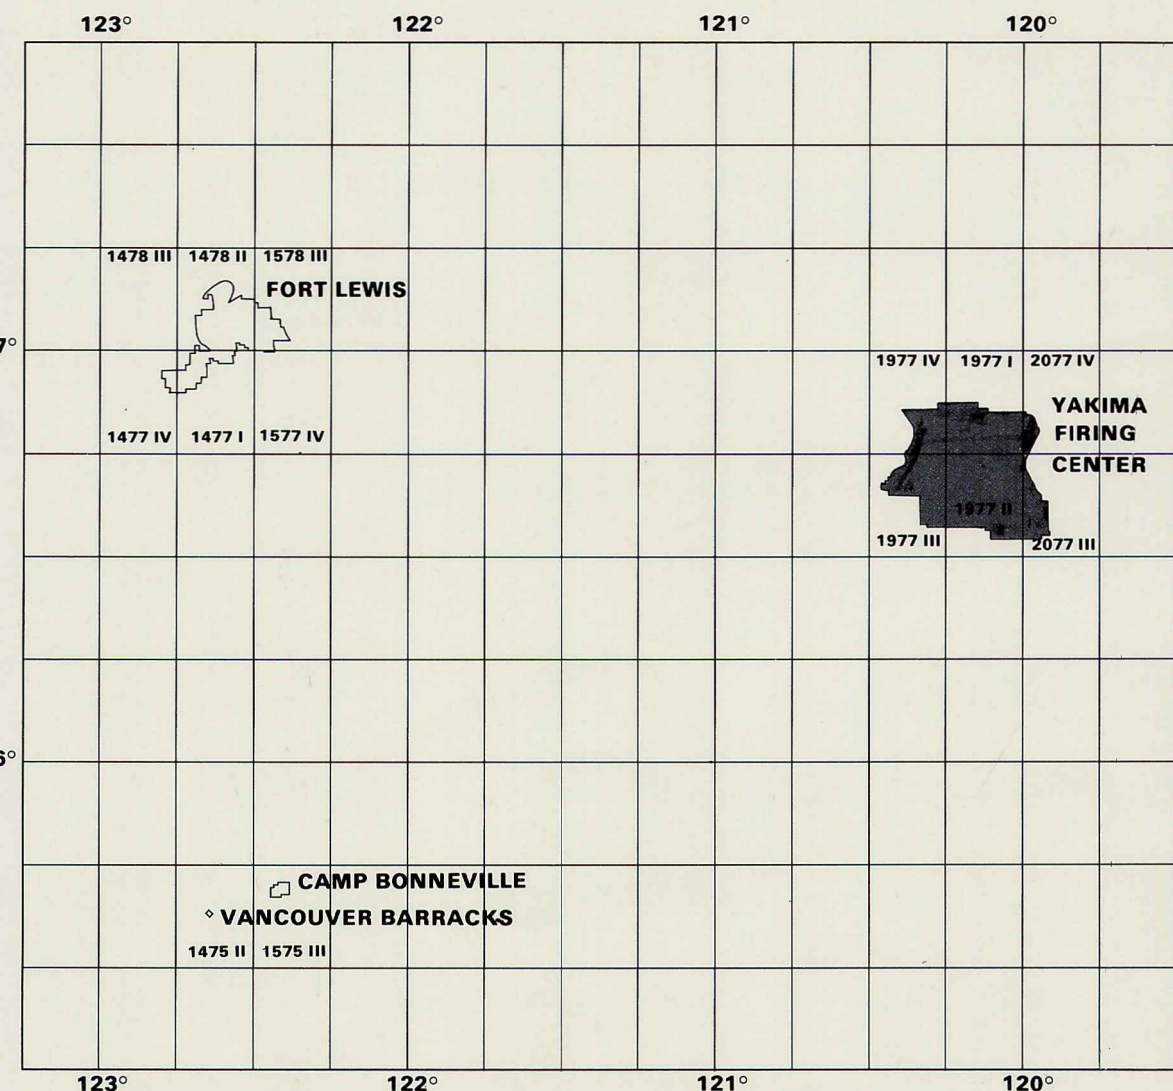 123° 122° 121° 120°
1478 III 1478 II 1578 III
FORT LEWIS
7°
1977 IV 1977 I 2077 IV
YAKIMA
FIRING
CENTER
1477 IV 1477 I 1577 IV
1977 II
1977 III 2077 III
6°
CAMP BONNEVILLE
VANCOUVER BARRACKS
1475 II 1575 III
123° 122° 121° 120°